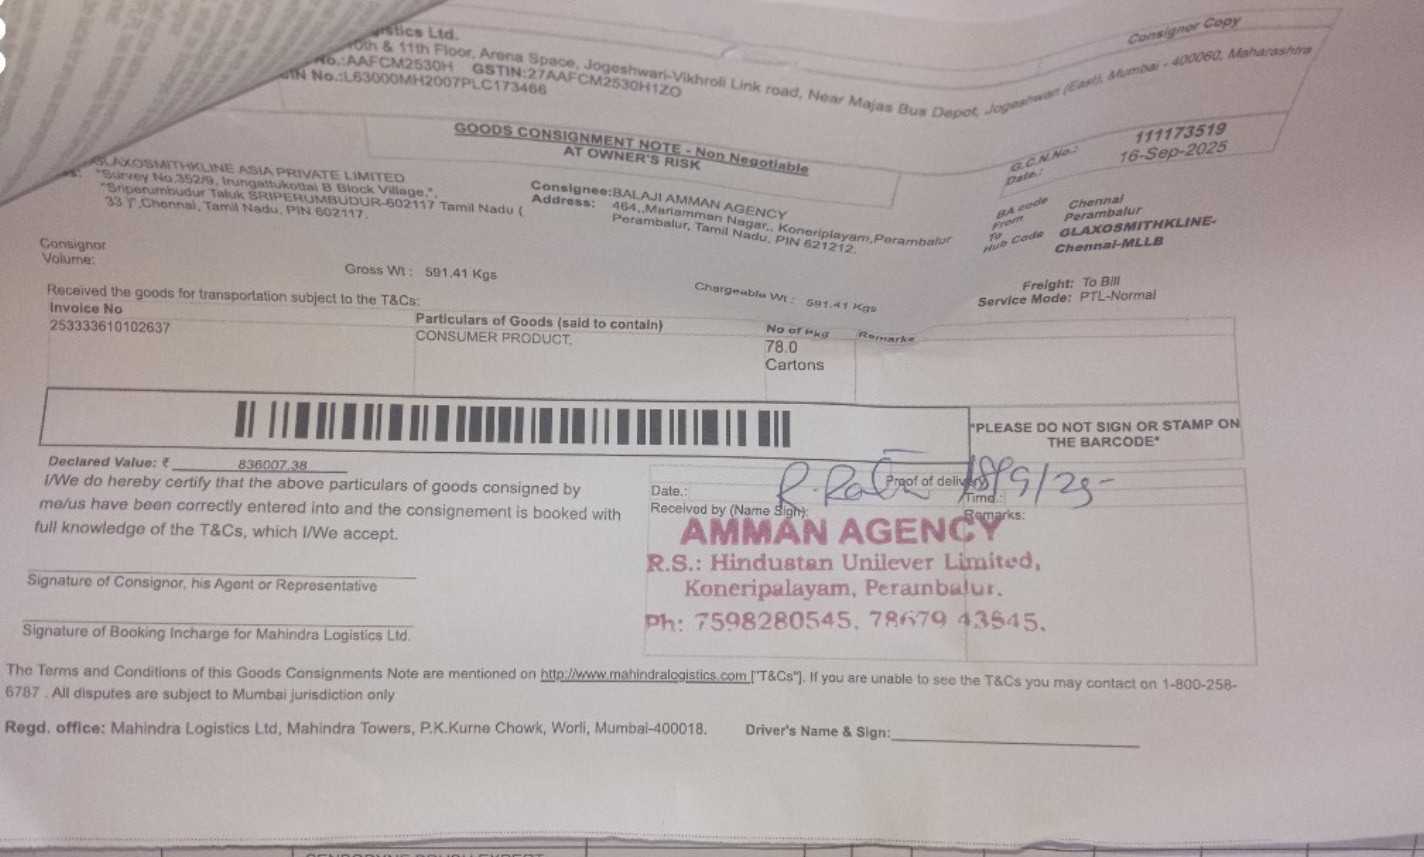 Consignor Copy
istics Ltd.
10th & 11th Floor, Arena Space, Jogeshwari-Vikhroli Link road, Near Majas Bus Depot, Jogeshwari (East), Mumbai - 400060, Maharashtra
No.:AAFCM2530H GSTIN:27AAFCM2530H1ZO
IN No.:L63000MH2007PLC173466
GOODS CONSIGNMENT NOTE - Non Negotiable
AT OWNER'S RISK
G.C.N.No.: 111173519
Date.: 16-Sep-2025
GLAXOSMITHKLINE ASIA PRIVATE LIMITED
"Survey No.352/9, Irungattukottai B Block Village,",
"Sriperumbudur Taluk SRIPERUMBUDUR-602117 Tamil Nadu (
33 )",Chennai, Tamil Nadu, PIN 602117.
Consignee:BALAJI AMMAN AGENCY
Address: 464,,Mariamman Nagar,, Koneriplayam,Perambalur
Perambalur, Tamil Nadu, PIN 621212.
BA code
From Chennai
To Perambalur
Hub Code GLAXOSMITHKLINE-
Chennai-MLLB
Consignor
Volume:
Gross Wt : 591.41 Kgs
Chargeable Wt : 591.41 Kgs
Freight: To Bill
Service Mode: PTL-Normal
Received the goods for transportation subject to the T&Cs:
Invoice No Particulars of Goods (said to contain) No of Pkg Remarks
253333610102637 CONSUMER PRODUCT, 78.0
Cartons
*PLEASE DO NOT SIGN OR STAMP ON
THE BARCODE*
Declared Value: ₹ 836007.38
I/We do hereby certify that the above particulars of goods consigned by
me/us have been correctly entered into and the consignement is booked with
full knowledge of the T&Cs, which I/We accept.
Signature of Consignor, his Agent or Representative
Signature of Booking Incharge for Mahindra Logistics Ltd.
Proof of delivery
Date.: Time.:
Received by (Name Sign): Remarks:
AMMAN AGENCY
R.S.: Hindustan Unilever Limited,
Koneripalayam, Perambalur.
Ph: 7598280545, 78679 43545.
The Terms and Conditions of this Goods Consignments Note are mentioned on http://www.mahindralogistics.com ["T&Cs"]. If you are unable to see the T&Cs you may contact on 1-800-258-
6787 . All disputes are subject to Mumbai jurisdiction only
Regd. office: Mahindra Logistics Ltd, Mahindra Towers, P.K.Kurne Chowk, Worli, Mumbai-400018. Driver's Name & Sign: